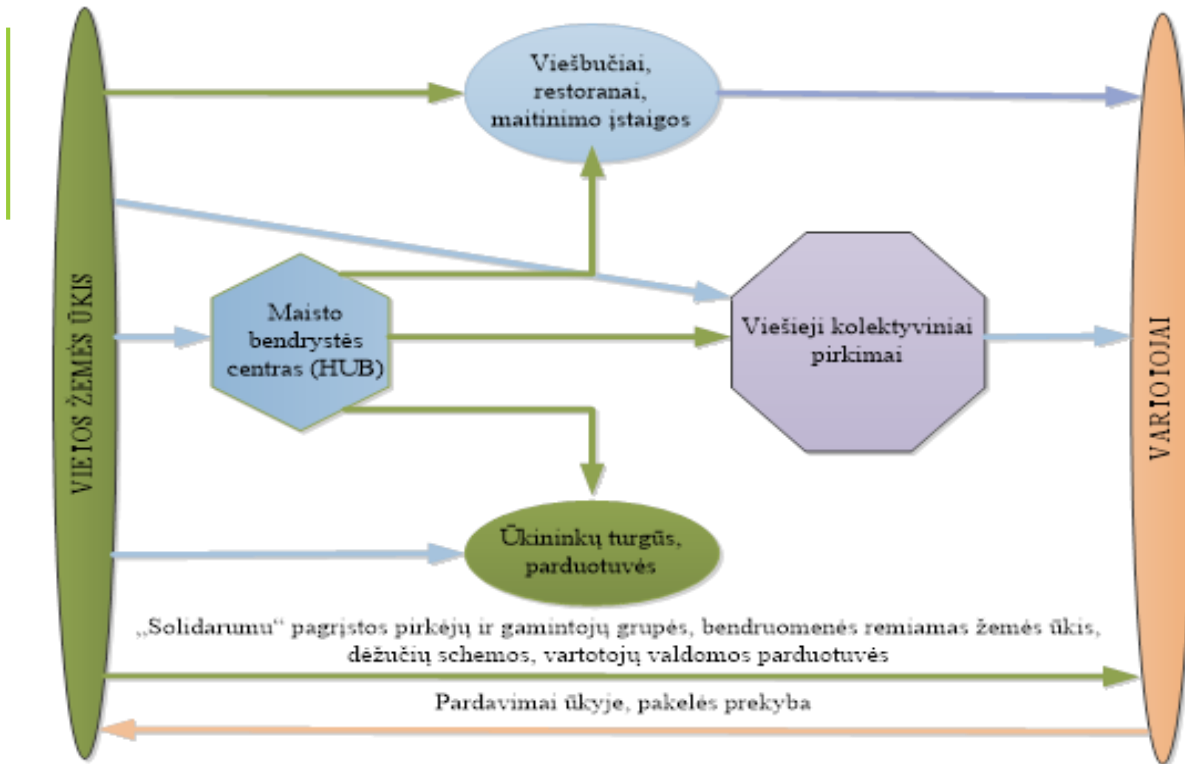 Viešbučiai,
restoranai,
maitinimo įstaigos
VIETOS ŽEMĖS ŪKIS
Maisto
bendrystės
centras (HUB)
Viešieji kolektyviniai
pirkimai
VARTOTOJAI
Ūkininkų turgūs,
parduotuvės
„Solidarumu“ pagrįstos pirkėjų ir gamintojų grupės, bendruomenės remiamas žemės ūkis,
dėžučių schemos, vartotojų valdomos parduotuvės
Pardavimai ūkyje, pakelės prekyba